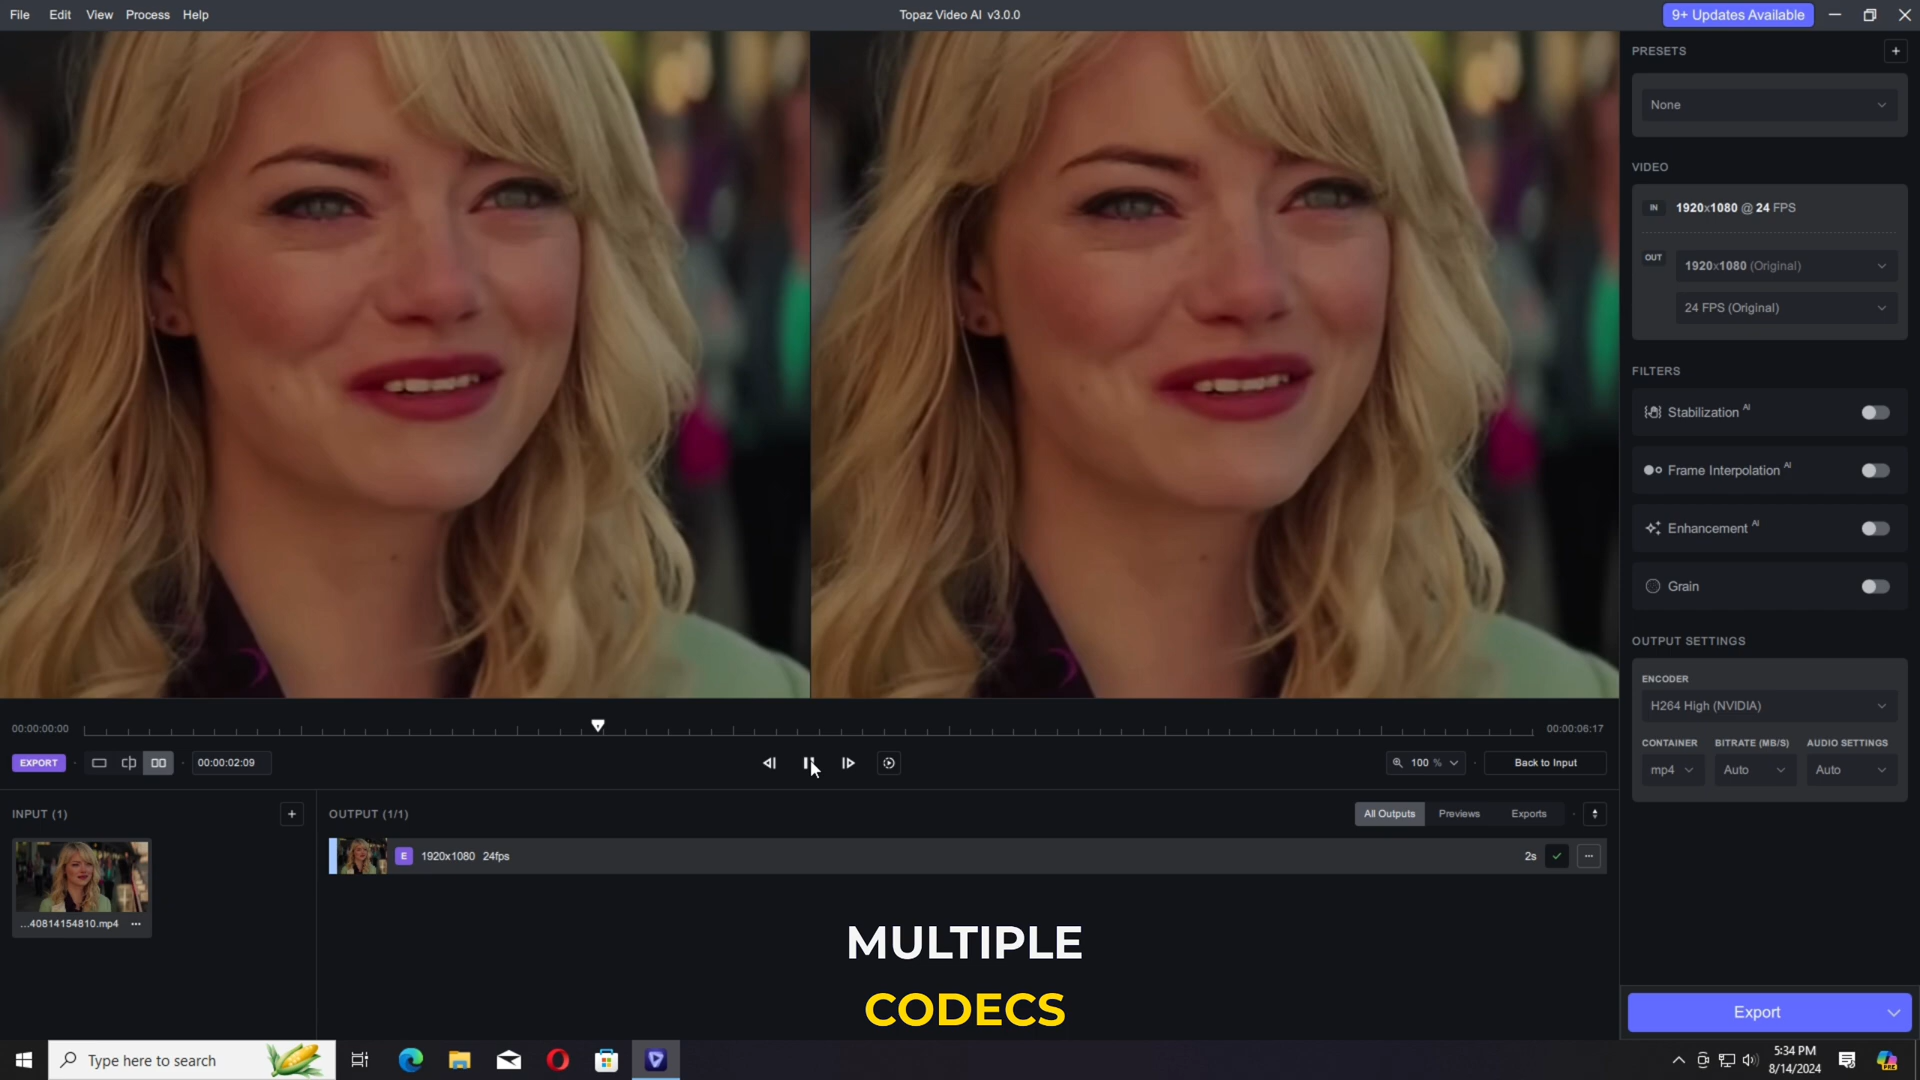 File Edit View Process Help
Topaz Video AI v3.0.0
9+ Updates Available
PRESETS
+
None
VIDEO
IN 1920x1080 @ 24 FPS
OUT 1920x1080 (Original)
24 FPS (Original)
FILTERS
Stabilization AI
Frame Interpolation AI
Enhancement AI
Grain
OUTPUT SETTINGS
ENCODER
H264 High (NVIDIA)
CONTAINER BITRATE (MB/S) AUDIO SETTINGS
mp4 Auto Auto
Export
00:00:00:00
00:00:06:17
EXPORT
00:00:02:09
100 %
Back to Input
INPUT (1)
+
...40814154810.mp4 ...
OUTPUT (1/1)
All Outputs Previews Exports
E 1920x1080 24fps
2s ...
MULTIPLE
CODECS
Type here to search
5:34 PM
8/14/2024
PRE